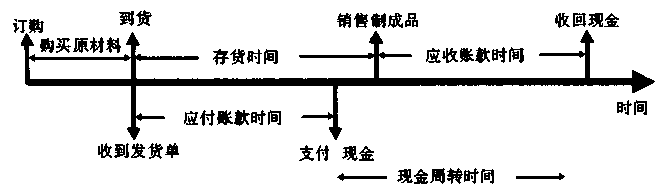 订购
到货
销售制成品
收回现金
购买原材料
存货时间
应收账款时间
时间
应付账款时间
收到发货单
支付 现金
现金周转时间